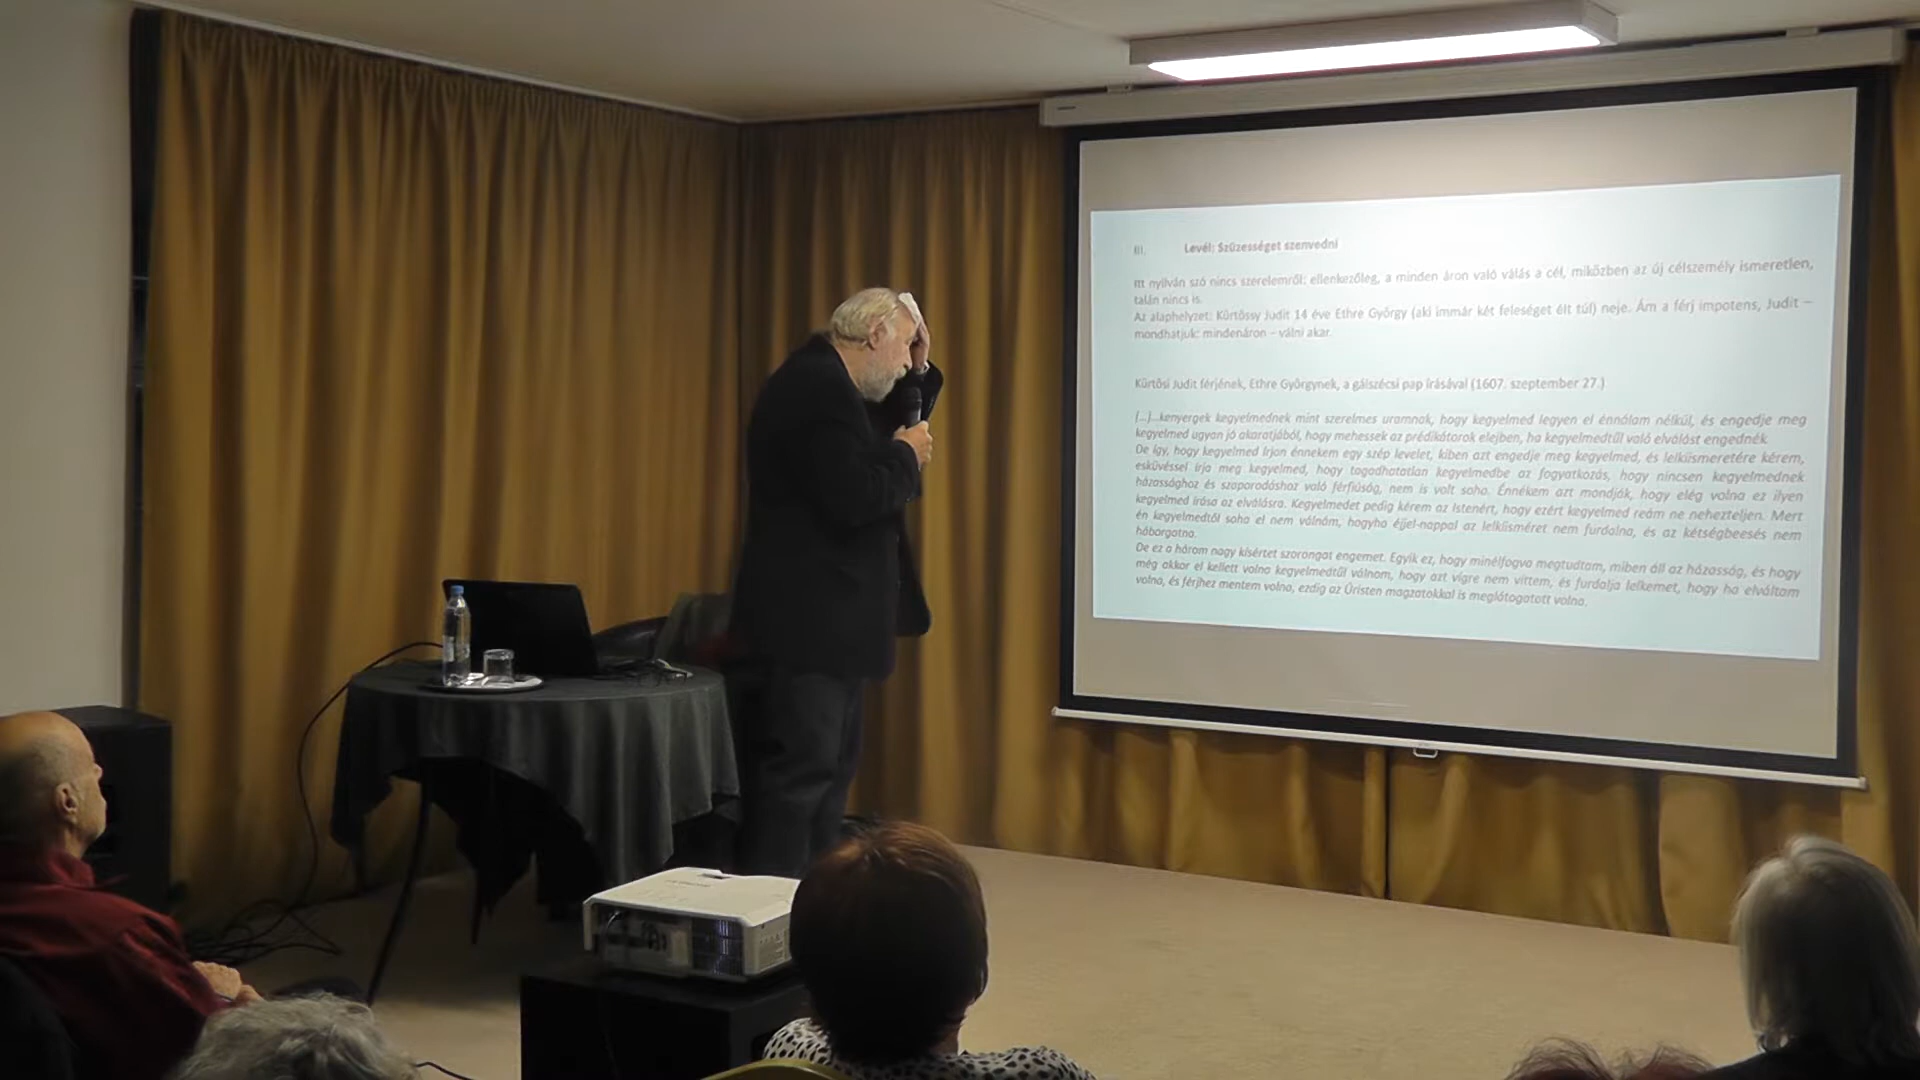 III. Levél: Szüzességet szenvedni
Itt nyilván szó nincs szerelemről: ellenkezőleg, a minden áron való válás a cél, miközben az új célszemély ismeretlen,
talán nincs is.
Az alaphelyzet: Kürtössy Judit 14 éve Ethre György (aki immár két feleséget élt túl) neje. Ám a férj impotens, Judit –
mondhatjuk: mindenáron – válni akar.
Kürtösi Judit férjének, Ethre Györgynek, a gálszécsi pap írásával (1607. szeptember 27.)
(...)...kenyergek kegyelmednek mint szerelmes uramnak, hogy kegyelmed legyen el énnálam nélkül, és engedje meg
kegyelmed ugyan jó akaratjából, hogy mehessek az prédikátorok elejben, ha kegyelmedtűl való elválást engednék.
De így, hogy kegyelmed írjon énnekem egy szép levelet, kiben azt engedje meg kegyelmed, és lelkiismeretére kérem,
esküvéssel írja meg kegyelmed, hogy tagadhatatlan kegyelmedbe az fogyatkozás, hogy nincsen kegyelmednek
házassághoz és szaporodáshoz való férfiúság, nem is volt soha. Énnékem azt mondják, hogy elég volna ez ilyen
kegyelmed írása az elválásra. Kegyelmedet pedig kérem az Istenért, hogy ezért kegyelmed reám ne neheztelJen. Mert
én kegyelmedtől soha el nem válnám, hogyha éjjel-nappal az lelkiisméret nem furdalna, és az kétségbeesés nem
háborgatna.
De ez a három nagy kísértet szorongat engemet. Egyik ez, hogy minélfogva megtudtam, miben áll az házasság, és hogy
még akkor el kellett volna kegyelmedtűl válnom, hogy azt vígre nem vittem, és furdalja lelkemet, hogy ha elváltam
volna, és férjhez mentem volna, ezdig az Úristen magzatokkal is meglátogatott volna.